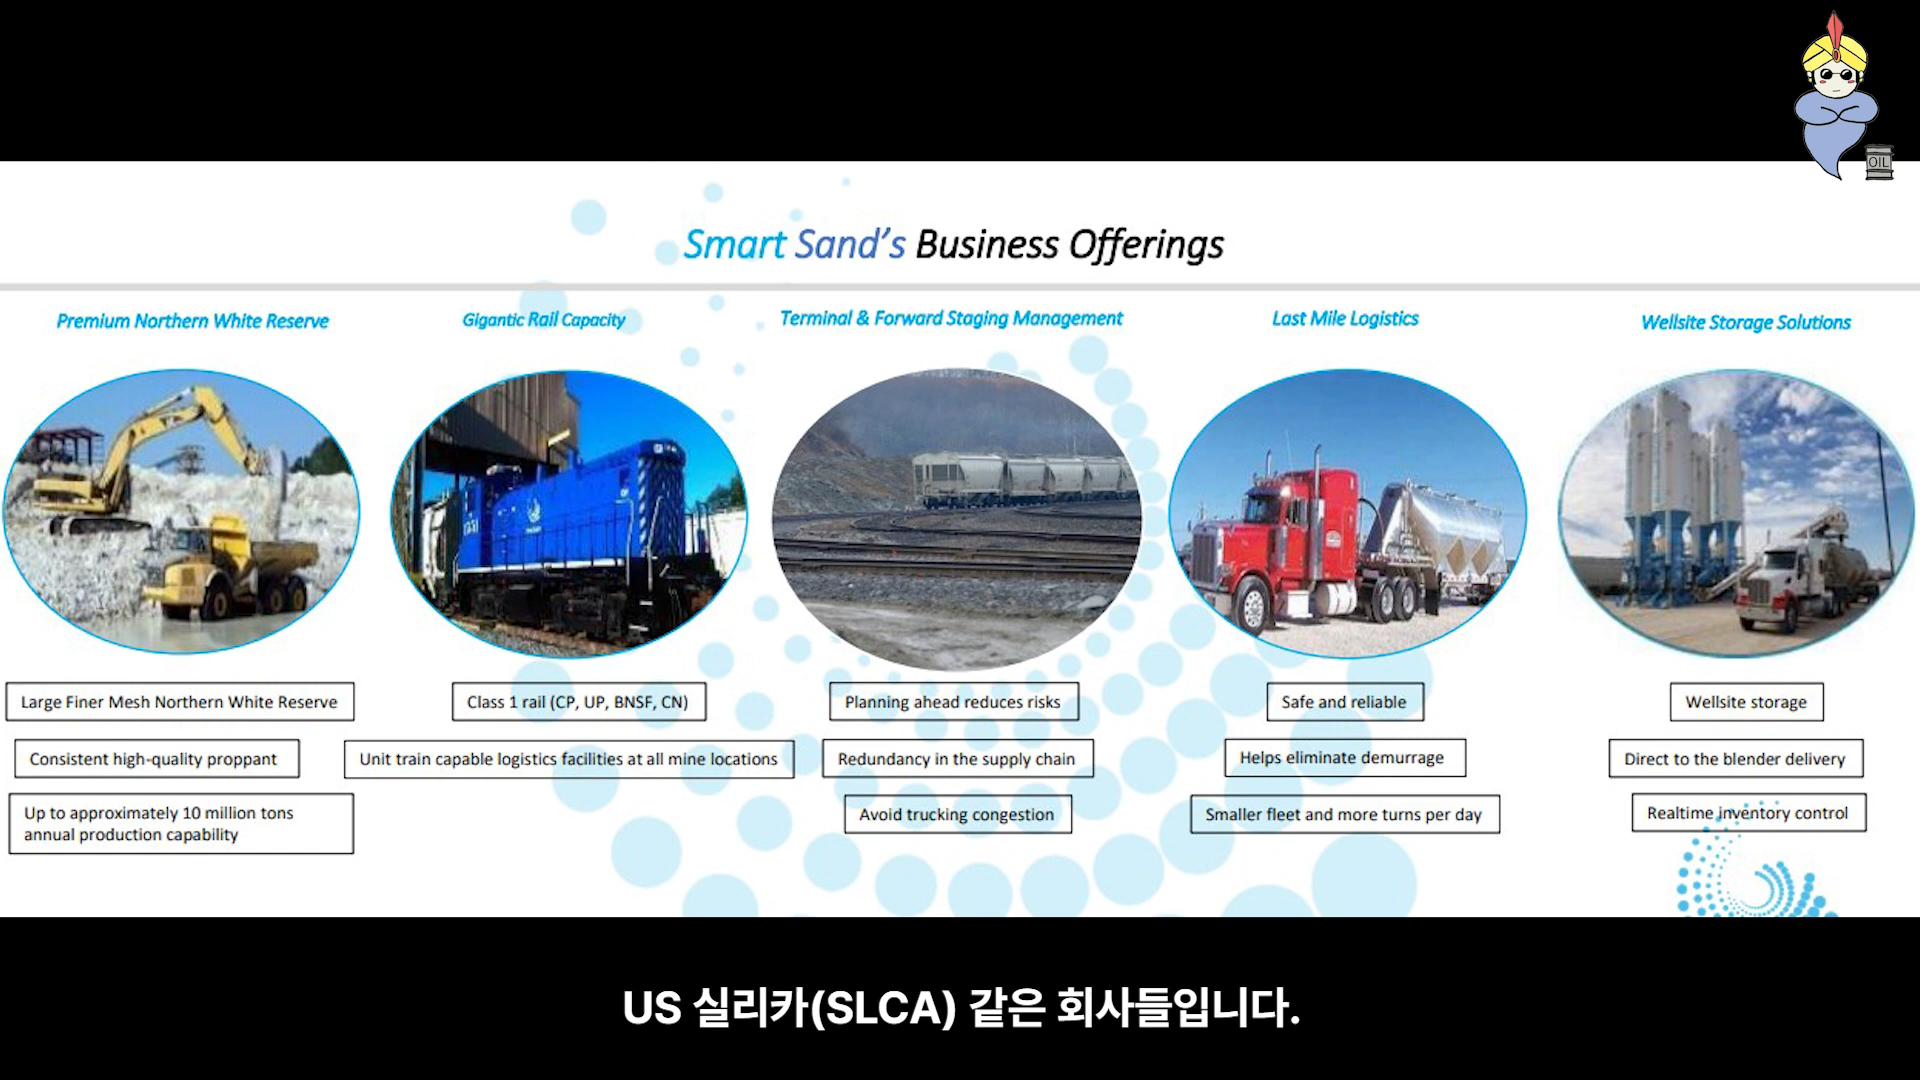 OIL
Smart Sand's Business Offerings
Premium Northern White Reserve
Gigantic Rail Capacity
Terminal & Forward Staging Management
Last Mile Logistics
Wellsite Storage Solutions
Large Finer Mesh Northern White Reserve
Consistent high-quality proppant
Up to approximately 10 million tons
annual production capability
Class 1 rail (CP, UP, BNSF, CN)
Unit train capable logistics facilities at all mine locations
Planning ahead reduces risks
Redundancy in the supply chain
Avoid trucking congestion
Safe and reliable
Helps eliminate demurrage
Smaller fleet and more turns per day
Wellsite storage
Direct to the blender delivery
Realtime inventory control
US 실리카(SLCA) 같은 회사들입니다.